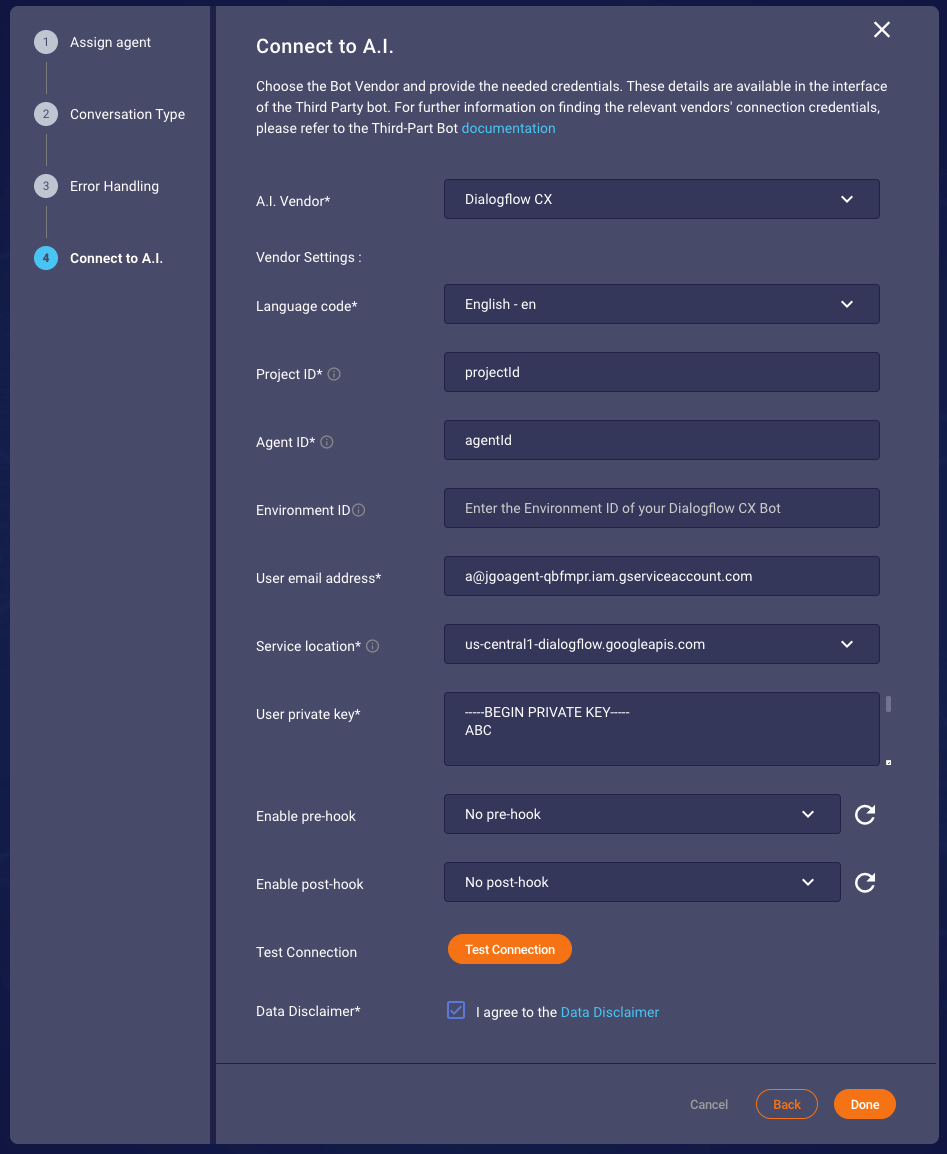 1 Assign agent
2 Conversation Type
3 Error Handling
4 Connect to A.I.
Connect to A.I.
Choose the Bot Vendor and provide the needed credentials. These details are available in the interface
of the Third Party bot. For further information on finding the relevant vendors' connection credentials,
please refer to the Third-Part Bot documentation
A.I. Vendor* Dialogflow CX
Vendor Settings :
Language code* English - en
Project ID* projectId
Agent ID* agentId
Environment ID Enter the Environment ID of your Dialogflow CX Bot
User email address* a@jgoagent-qbfmpr.iam.gserviceaccount.com
Service location* us-central1-dialogflow.googleapis.com
User private key* -----BEGIN PRIVATE KEY-----
ABC
Enable pre-hook No pre-hook
Enable post-hook No post-hook
Test Connection Test Connection
Data Disclaimer* I agree to the Data Disclaimer
Cancel Back Done